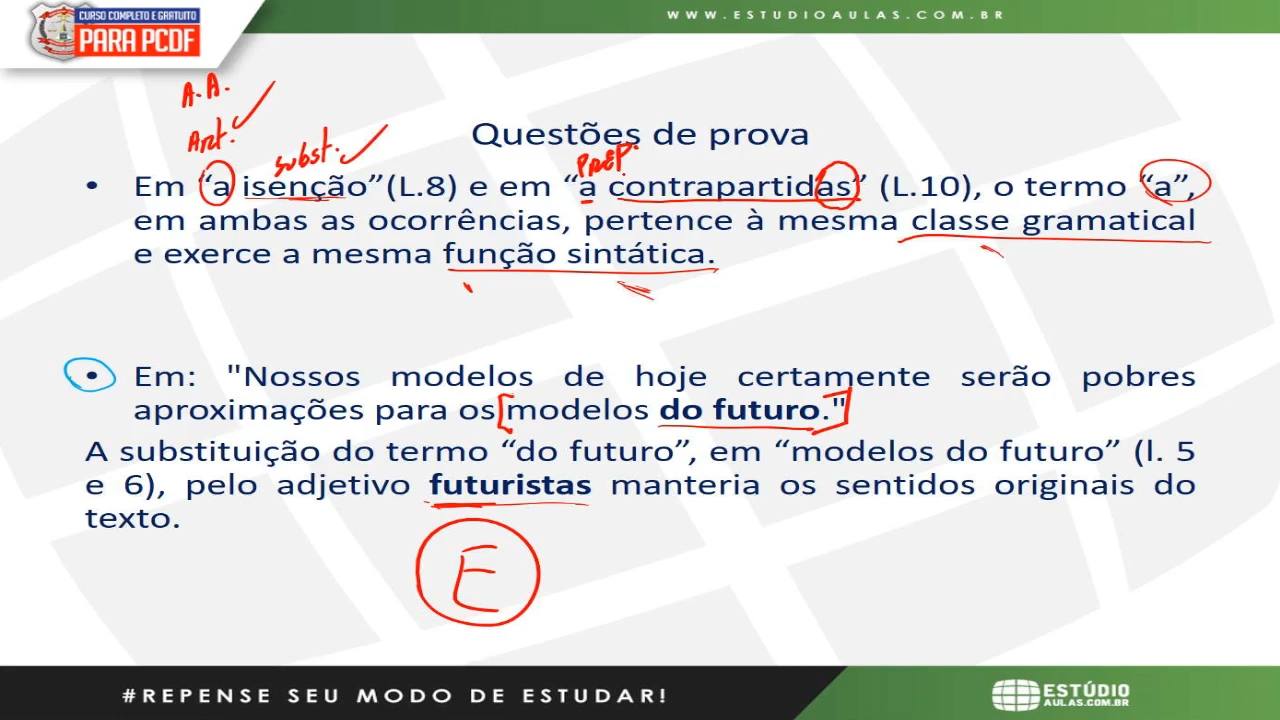 CURSO COMPLETO E GRATUITO
PARA PCDF
WWW.ESTUDIOAULAS.COM.BR
A.A.
Art.
subst.
Questões de prova
PREP.
• Em “a isenção”(L.8) e em “a contrapartidas” (L.10), o termo “a”,
em ambas as ocorrências, pertence à mesma classe gramatical
e exerce a mesma função sintática.
• Em: "Nossos modelos de hoje certamente serão pobres
aproximações para os [modelos do futuro."]
A substituição do termo “do futuro”, em “modelos do futuro” (l. 5
e 6), pelo adjetivo futuristas manteria os sentidos originais do
texto.
E
#REPENSE SEU MODO DE ESTUDAR!
ESTÚDIO
AULAS.COM.BR